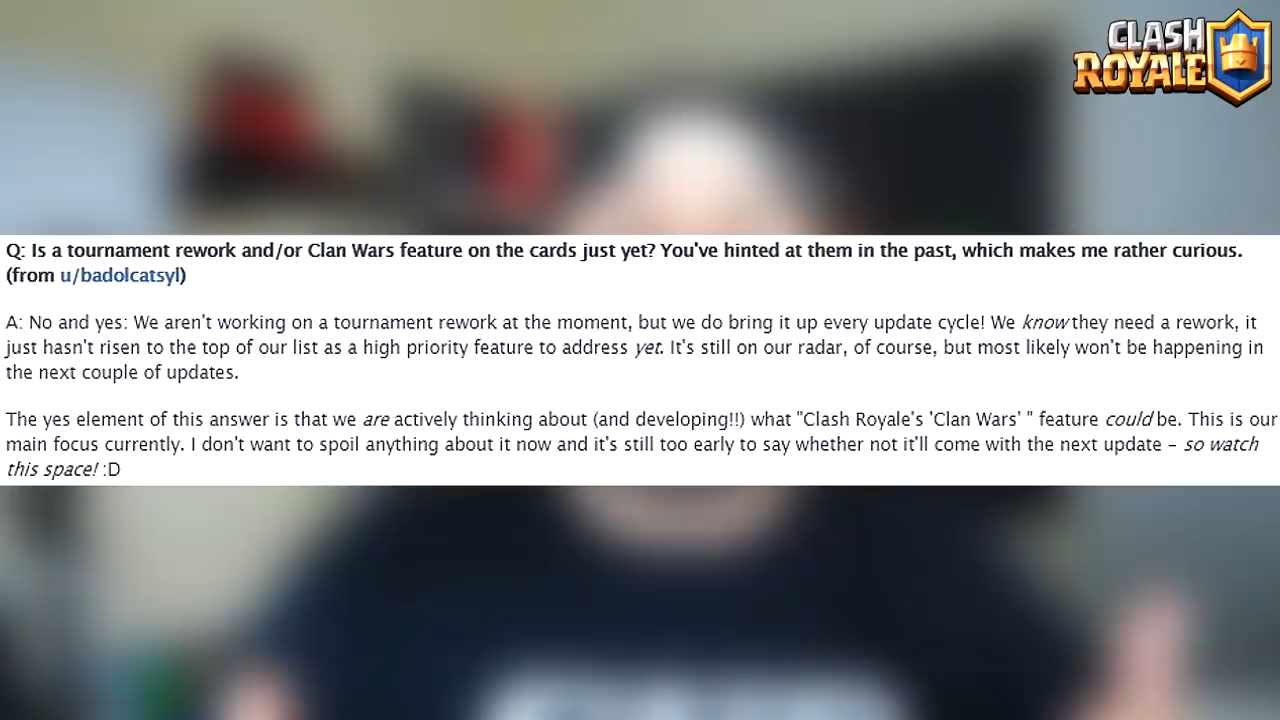 CLASH
ROYALE
Q: Is a tournament rework and/or Clan Wars feature on the cards just yet? You've hinted at them in the past, which makes me rather curious.
(from u/badolcatsyl)
A: No and yes: We aren't working on a tournament rework at the moment, but we do bring it up every update cycle! We know they need a rework, it
just hasn't risen to the top of our list as a high priority feature to address yet. It's still on our radar, of course, but most likely won't be happening in
the next couple of updates.
The yes element of this answer is that we are actively thinking about (and developing!!) what "Clash Royale's 'Clan Wars' " feature could be. This is our
main focus currently. I don't want to spoil anything about it now and it's still too early to say whether not it'll come with the next update – so watch
this space! :D